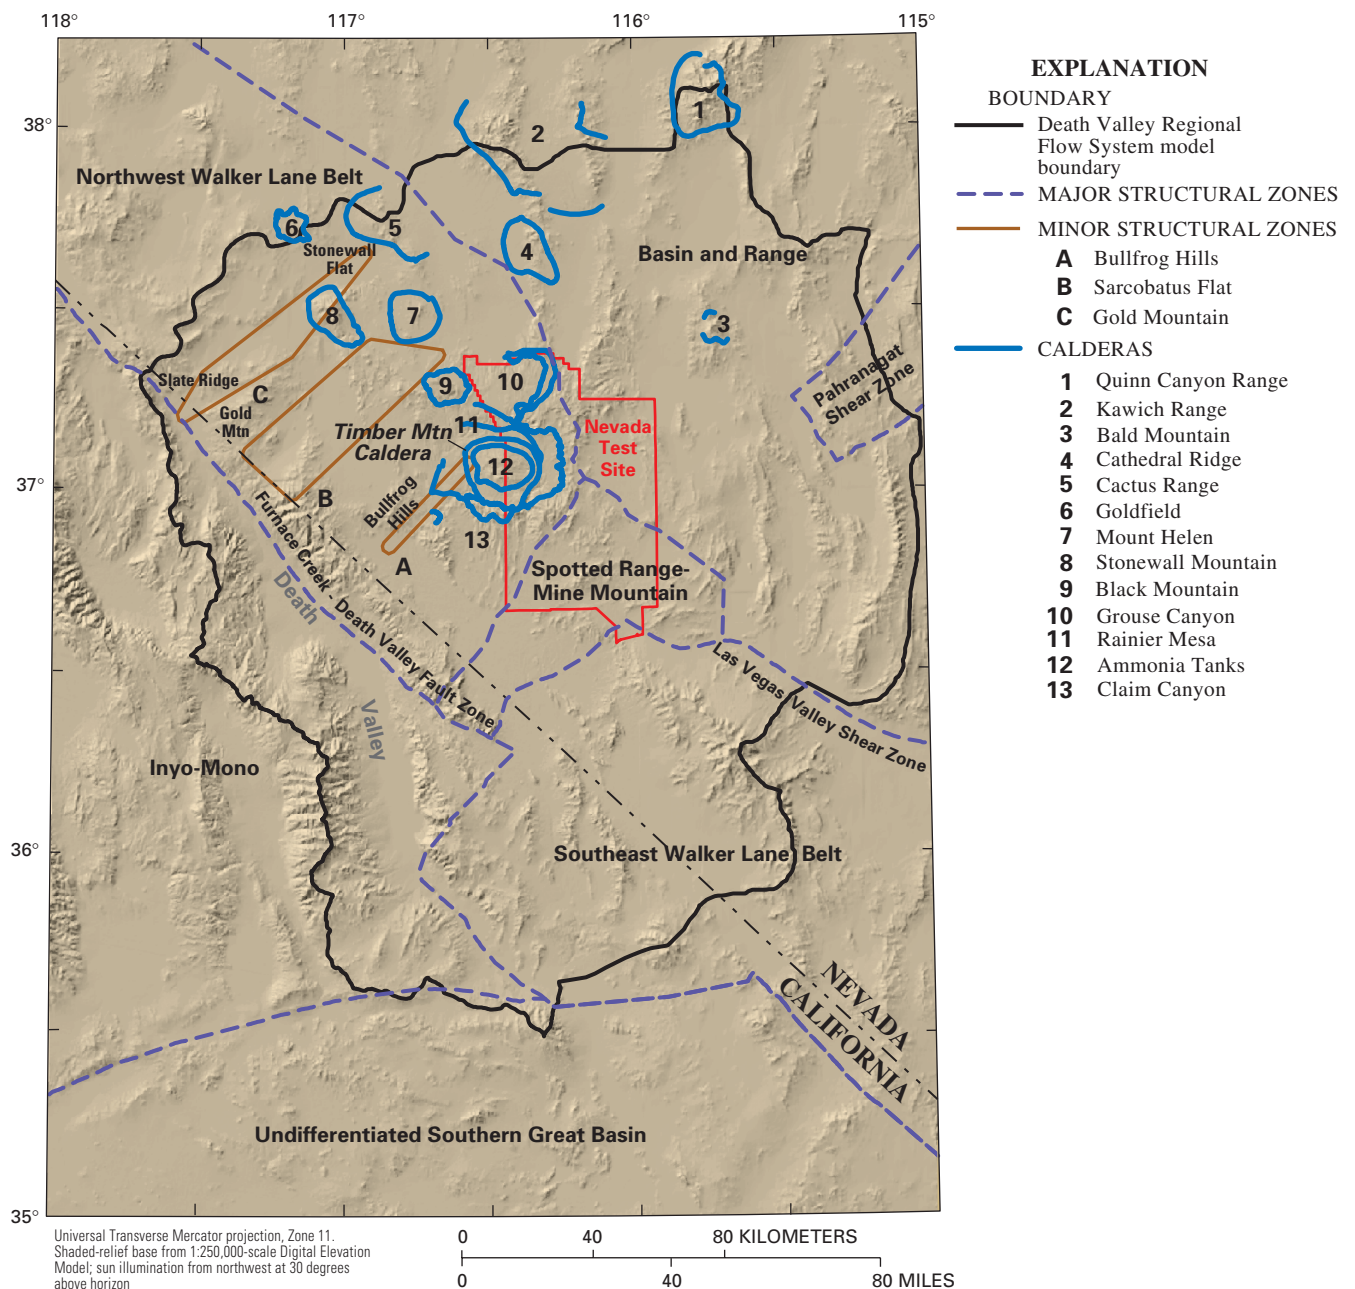 118°
117°
116°
115°
38°
37°
36°
35°
Northwest Walker Lane Belt
Basin and Range
Stonewall
Flat
Slate Ridge
Gold
Mtn
Timber Mtn
Caldera
Bullfrog
Hills
Nevada
Test
Site
Pahranagat
Shear Zone
Spotted Range-
Mine Mountain
Furnace Creek - Death Valley Fault Zone
Death
Valley
Las Vegas Valley Shear Zone
Inyo-Mono
Southeast Walker Lane Belt
NEVADA
CALIFORNIA
Undifferentiated Southern Great Basin
1
2
3
4
5
6
7
8
9
10
11
12
13
A
B
C
EXPLANATION
BOUNDARY
Death Valley Regional
Flow System model
boundary
MAJOR STRUCTURAL ZONES
MINOR STRUCTURAL ZONES
A Bullfrog Hills
B Sarcobatus Flat
C Gold Mountain
CALDERAS
1 Quinn Canyon Range
2 Kawich Range
3 Bald Mountain
4 Cathedral Ridge
5 Cactus Range
6 Goldfield
7 Mount Helen
8 Stonewall Mountain
9 Black Mountain
10 Grouse Canyon
11 Rainier Mesa
12 Ammonia Tanks
13 Claim Canyon
Universal Transverse Mercator projection, Zone 11.
Shaded-relief base from 1:250,000-scale Digital Elevation
Model; sun illumination from northwest at 30 degrees
above horizon
0 40 80 KILOMETERS
0 40 80 MILES